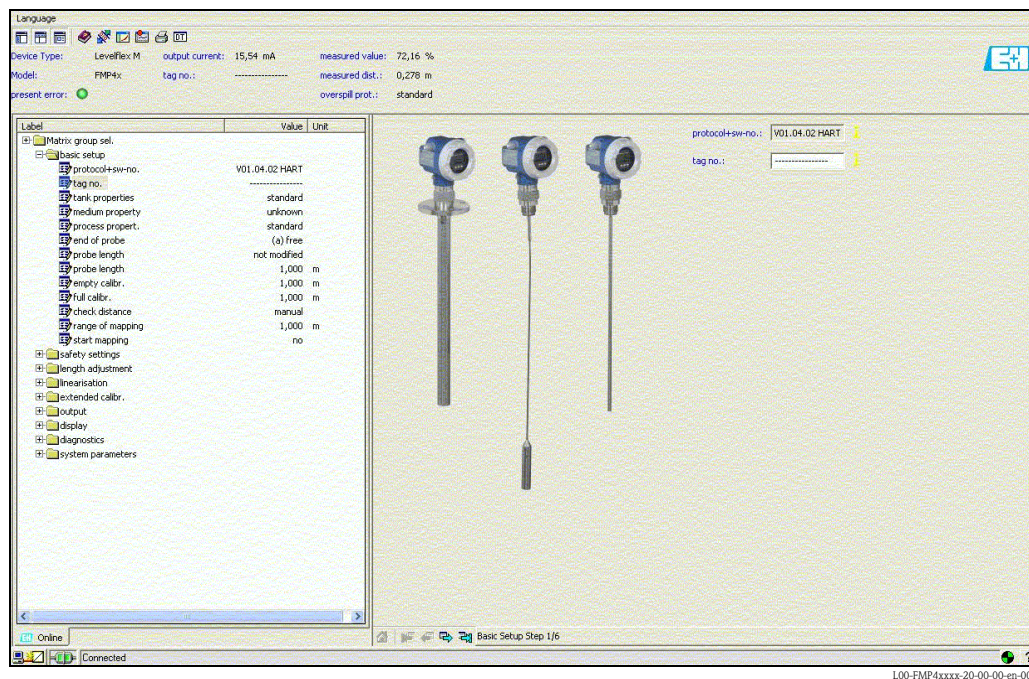 Language
DT
Device Type: Levelflex M output current: 15,54 mA measured value: 72,16 %
Model: FMP4x tag no.: ---------------- measured dist.: 0,278 m
present error: overspill prot.: standard
E+H
Label Value Unit
Matrix group sel.
basic setup
protocol+sw-no. V01.04.02 HART
tag no. ----------------
tank properties standard
medium property unknown
process propert. standard
end of probe (a) free
probe length not modified
probe length 1,000 m
empty calibr. 1,000 m
full calibr. 1,000 m
check distance manual
range of mapping 1,000 m
start mapping no
safety settings
length adjustment
linearisation
extended calibr.
output
display
diagnostics
system parameters
protocol+sw-no.: V01.04.02 HART
tag no.: ----------------
Online
Basic Setup Step 1/6
Connected
L00-FMP4xxxx-20-00-00-en-00